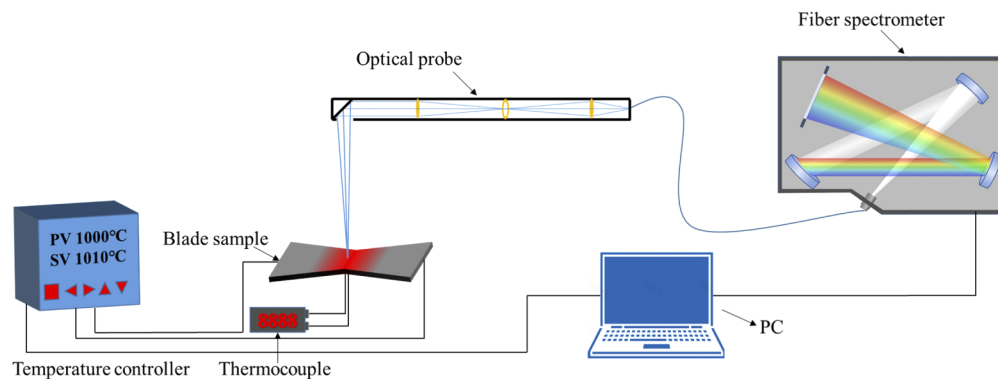 Fiber spectrometer
Optical probe
PV 1000℃
SV 1010℃
Blade sample
8888
PC
Temperature controller
Thermocouple